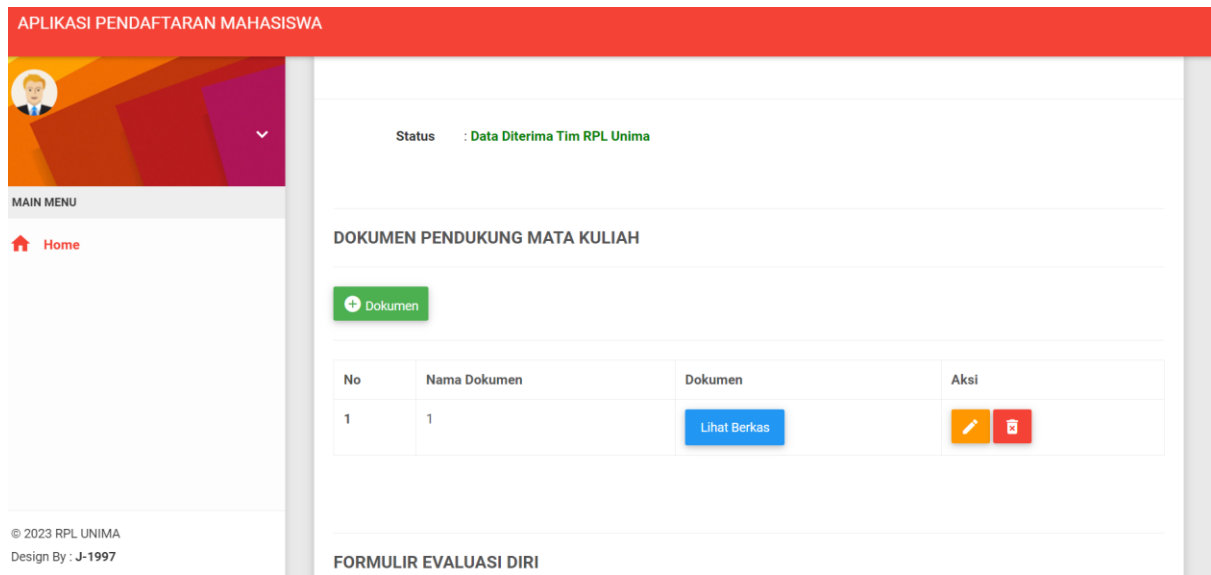 APLIKASI PENDAFTARAN MAHASISWA
MAIN MENU
Home
© 2023 RPL UNIMA
Design By : J-1997
Status : Data Diterima Tim RPL Unima
DOKUMEN PENDUKUNG MATA KULIAH
Dokumen
No Nama Dokumen Dokumen Aksi
1 1 Lihat Berkas
FORMULIR EVALUASI DIRI